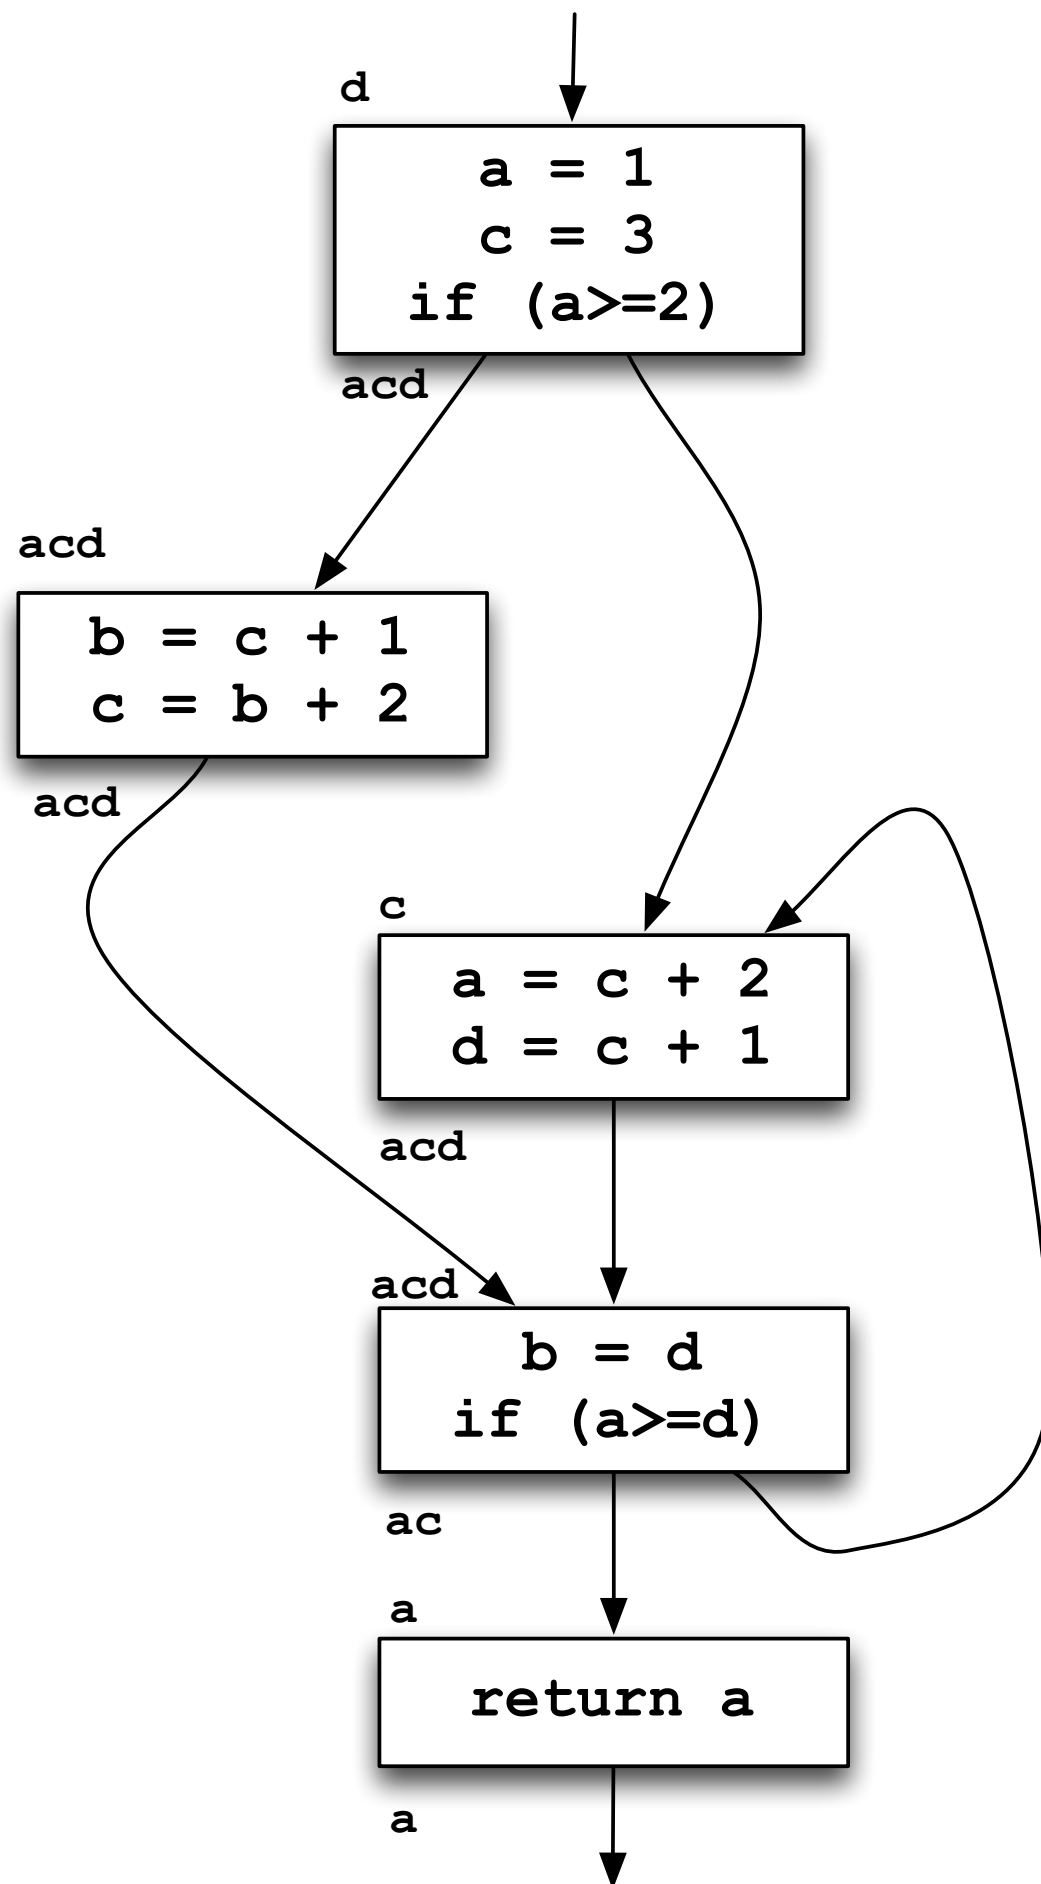 d
a = 1
c = 3
if (a>=2)
acd
acd
b = c + 1
c = b + 2
acd
c
a = c + 2
d = c + 1
acd
acd
b = d
if (a>=d)
ac
a
return a
a